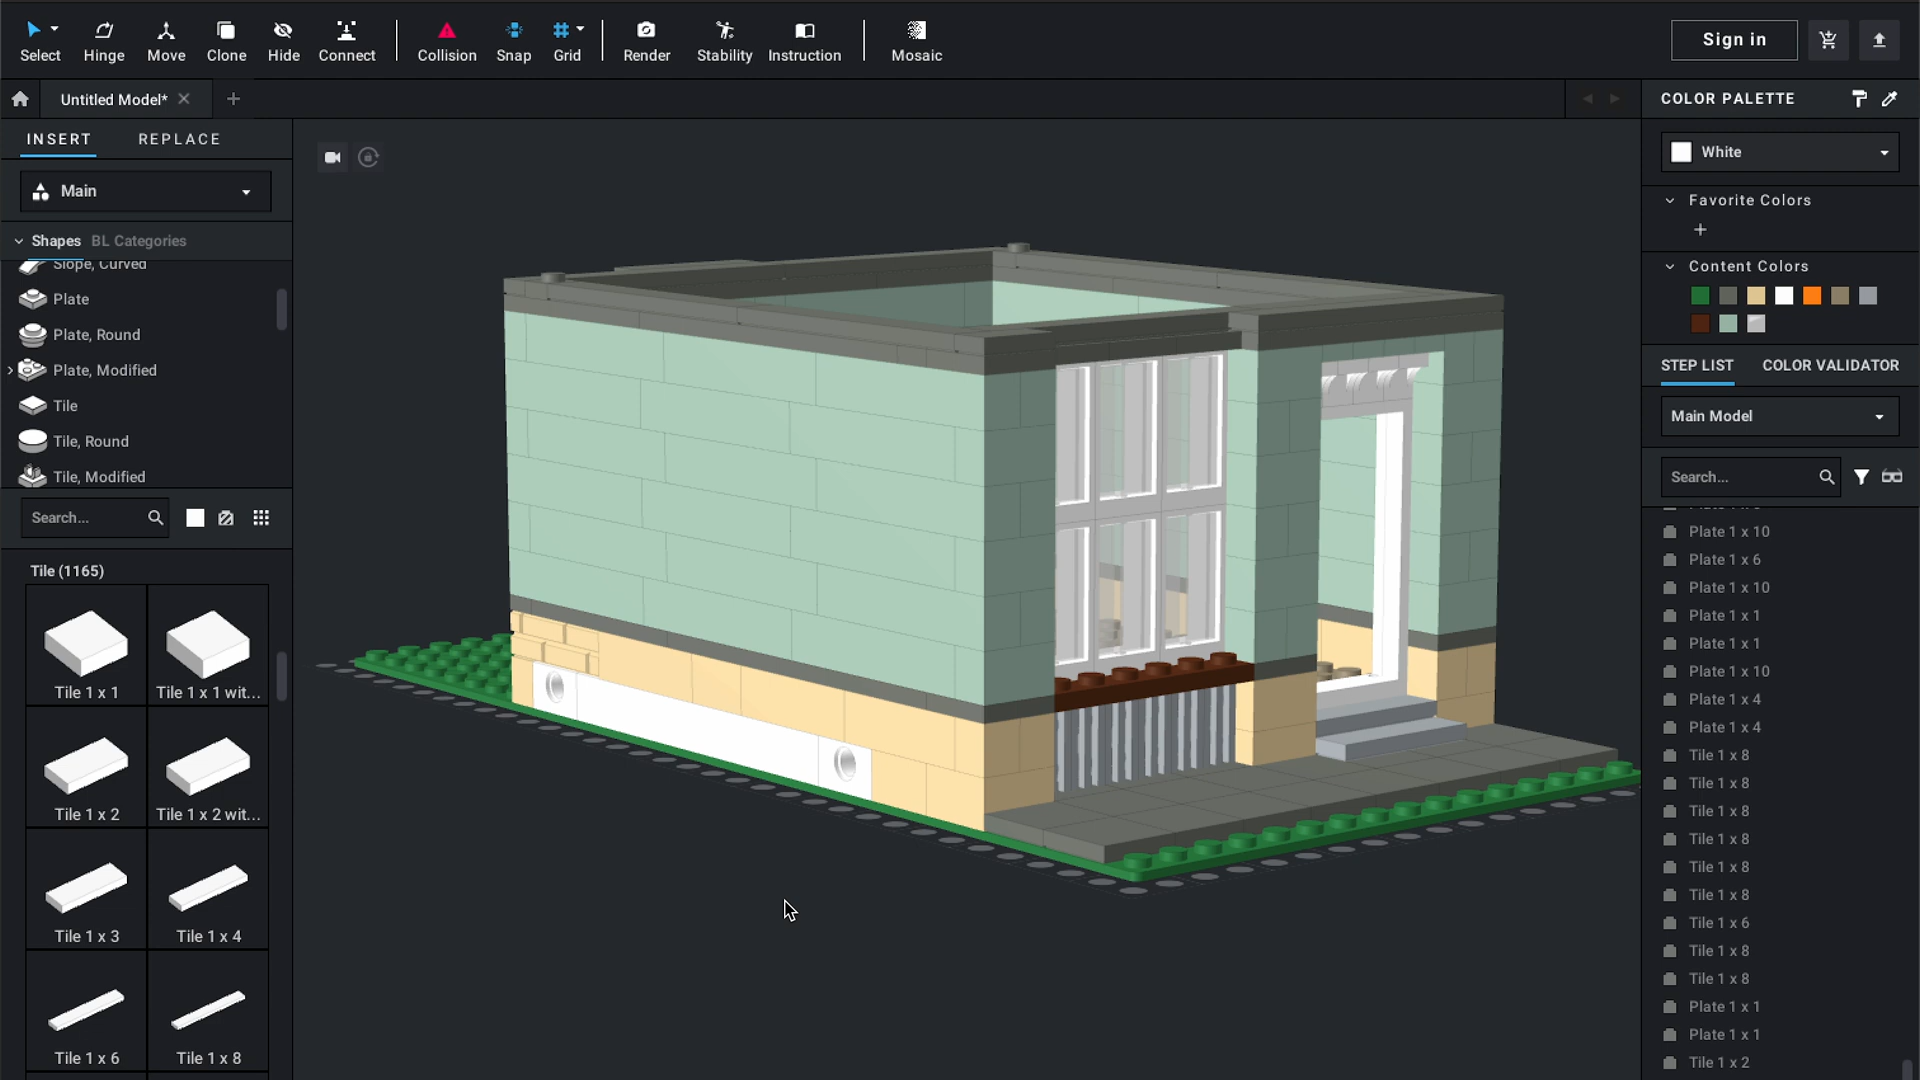 Select
Hinge
Move
Clone
Hide
Connect
Collision
Snap
Grid
Render
Stability
Instruction
Mosaic
Sign in
Untitled Model*
COLOR PALETTE
INSERT
REPLACE
White
Main
Favorite Colors
Shapes
BL Categories
Slope, Curved
Content Colors
Plate
Plate, Round
Plate, Modified
STEP LIST
COLOR VALIDATOR
Tile
Main Model
Tile, Round
Tile, Modified
Search...
Search...
Tile (1165)
Tile 1 x 1
Tile 1 x 1 wit...
Tile 1 x 2
Tile 1 x 2 wit...
Tile 1 x 3
Tile 1 x 4
Tile 1 x 6
Tile 1 x 8
Plate 1 x 10
Plate 1 x 6
Plate 1 x 10
Plate 1 x 1
Plate 1 x 1
Plate 1 x 10
Plate 1 x 4
Plate 1 x 4
Tile 1 x 8
Tile 1 x 8
Tile 1 x 8
Tile 1 x 8
Tile 1 x 8
Tile 1 x 8
Tile 1 x 6
Tile 1 x 8
Tile 1 x 8
Plate 1 x 1
Plate 1 x 1
Tile 1 x 2